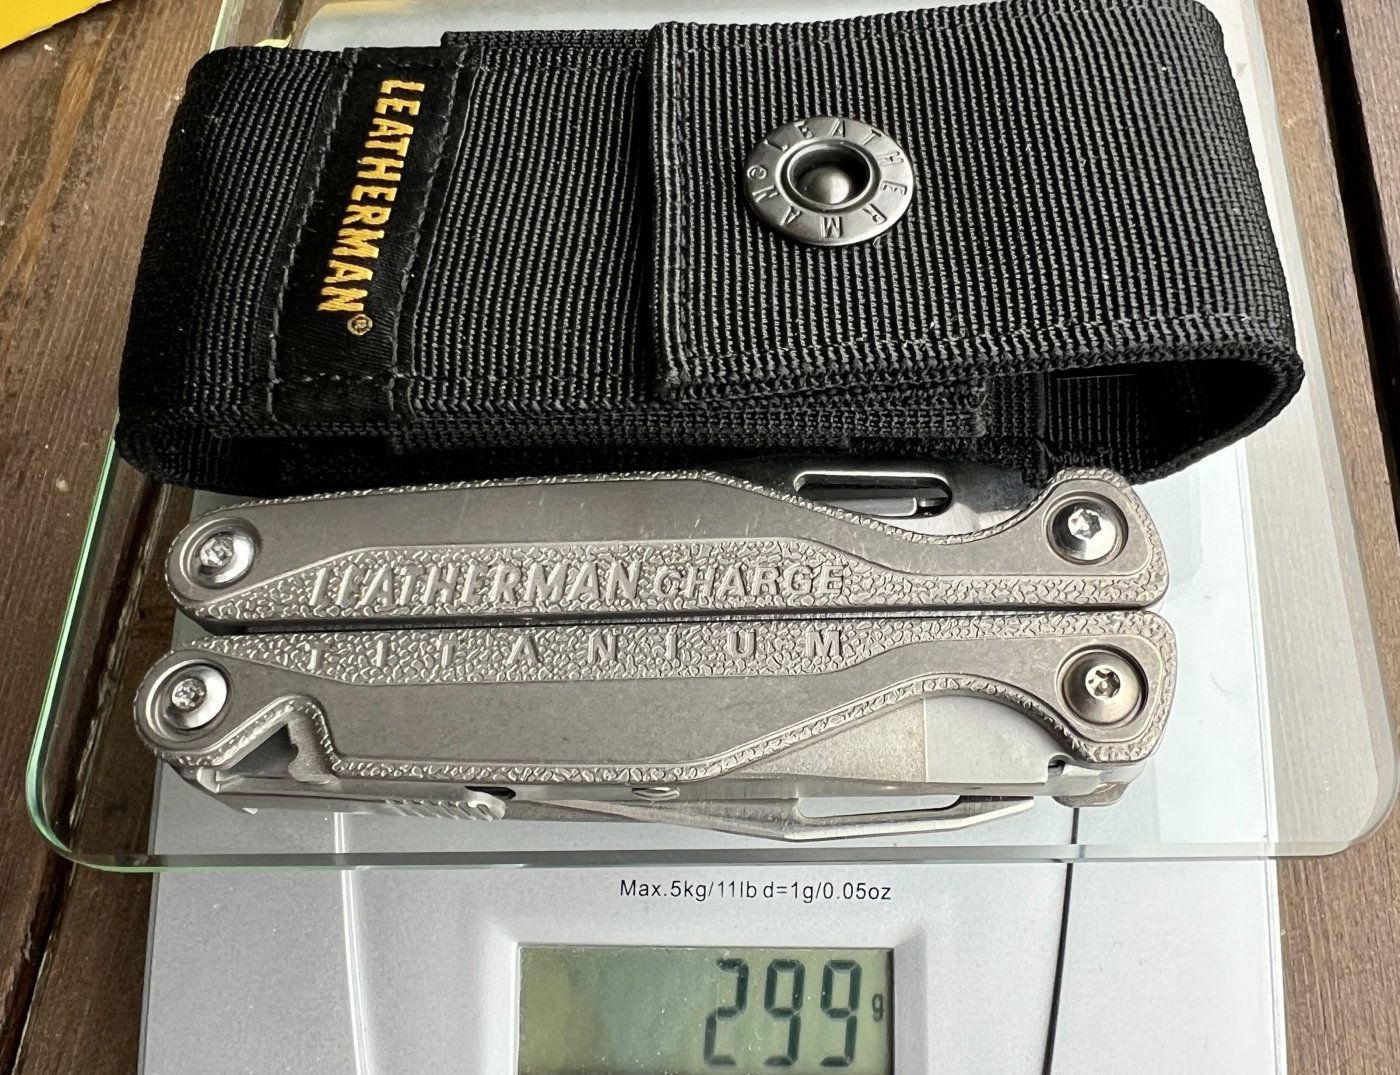 LEATHERMAN®
LEATHERMAN®
LEATHERMAN CHARGE
TITANIUM
Max.5kg/11lb d=1g/0.05oz
299g